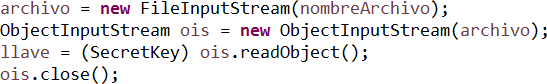 archivo = new FileInputStream(nombreArchivo);
ObjectInputStream ois = new ObjectInputStream(archivo);
llave = (SecretKey) ois.readObject();
ois.close();